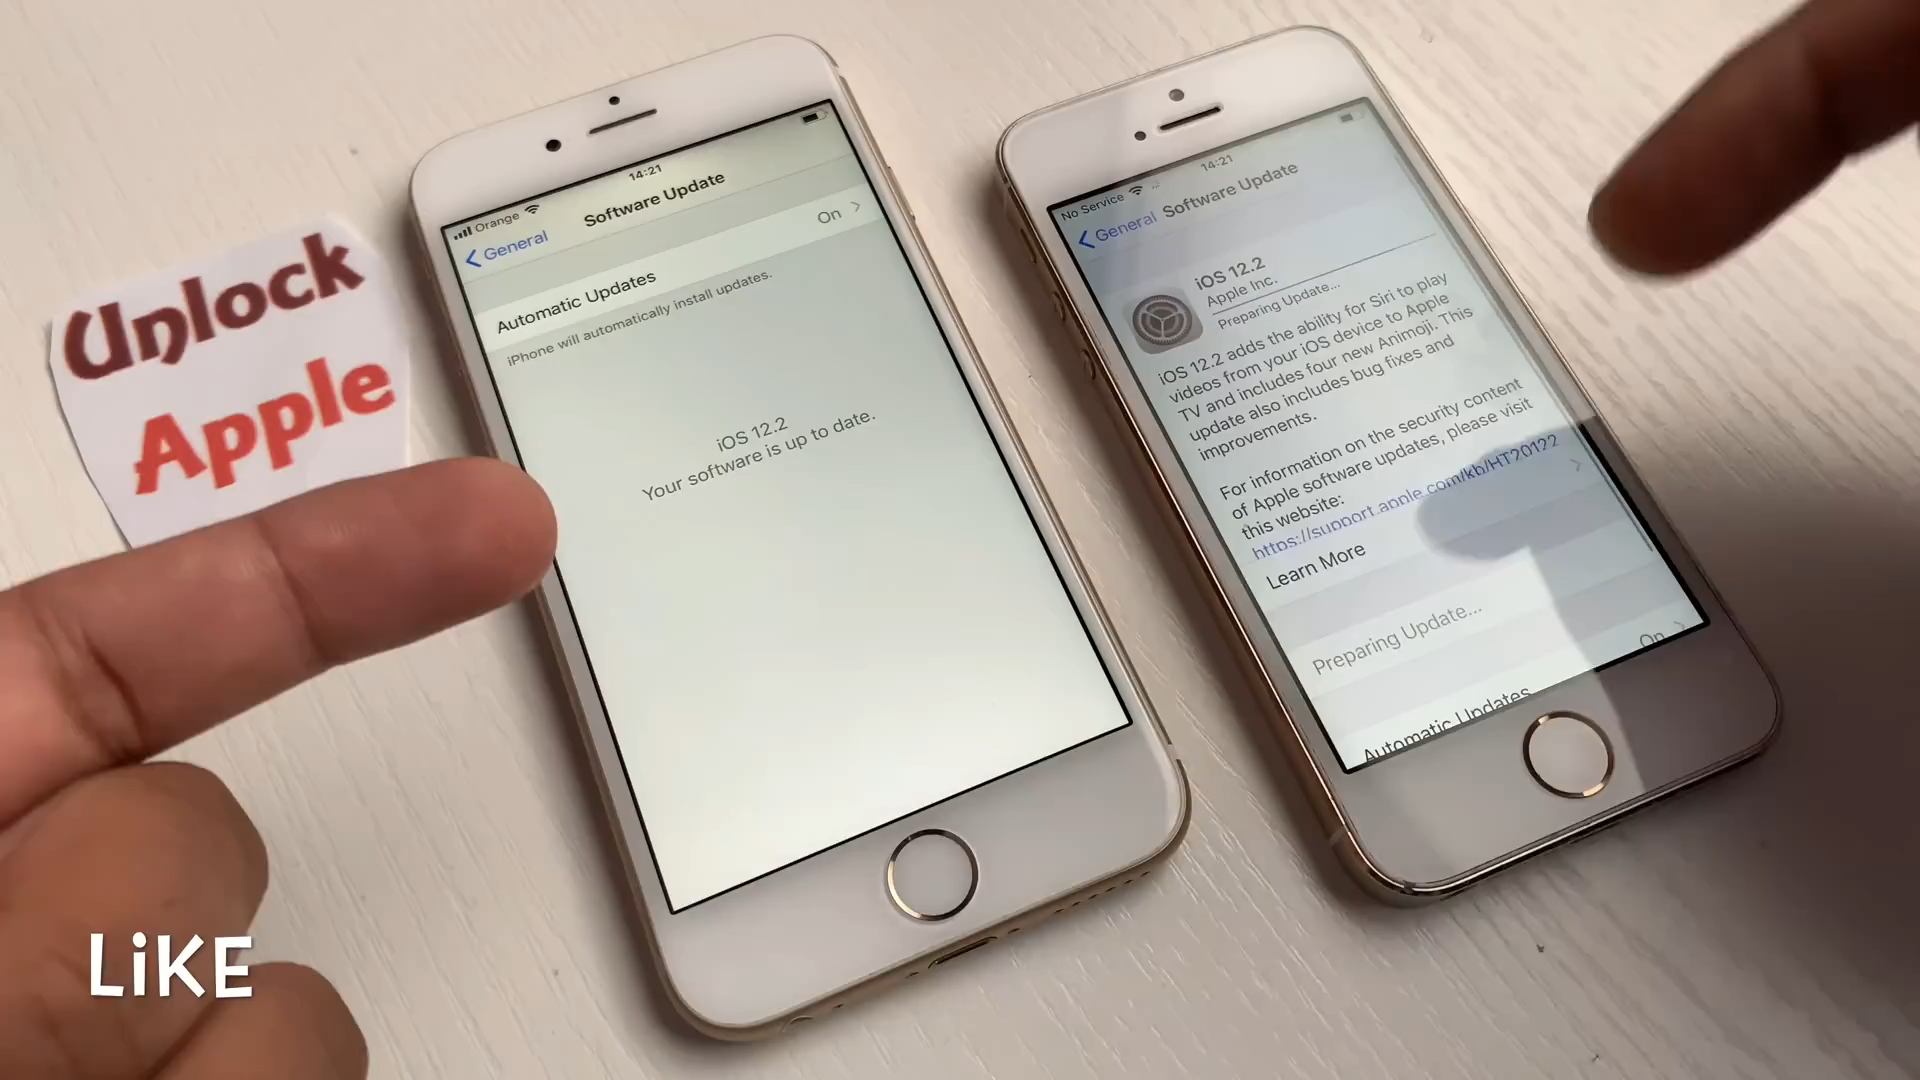 Unlock
Apple
LiKE
14:21
Orange
General
Software Update
Automatic Updates
On
iPhone will automatically install updates.
iOS 12.2
Your software is up to date.
No Service
14:21
General
Software Update
iOS 12.2
Apple Inc.
Preparing Update...
iOS 12.2 adds the ability for Siri to play
videos from your iOS device to Apple
TV and includes four new Animoji. This
update also includes bug fixes and
improvements.
For information on the security content
of Apple software updates, please visit
this website:
https://support.apple.com/kb/HT20122
Learn More
Preparing Update...
Automatic Updates
On